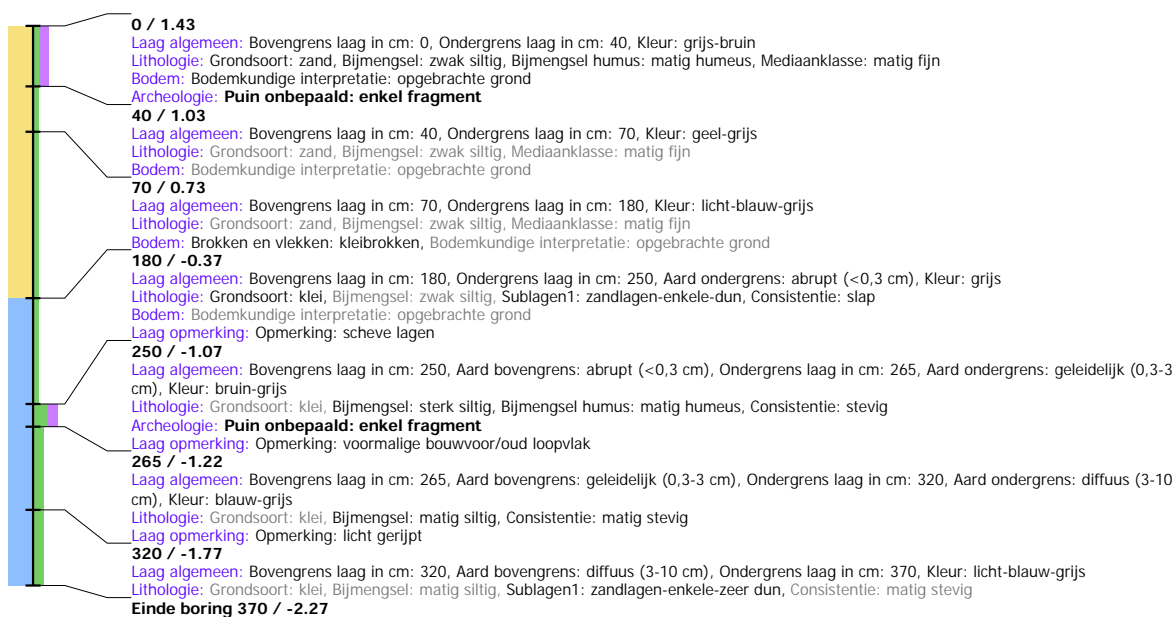 0 / 1.43
Laag algemeen: Bovengrens laag in cm: 0, Ondergrens laag in cm: 40, Kleur: grijs-bruin
Lithologie: Grondsoort: zand, Bijmengsel: zwak siltig, Bijmengsel humus: matig humeus, Mediaanklasse: matig fijn
Bodem: Bodemkundige interpretatie: opgebrachte grond
Archeologie: Puin onbepaald: enkel fragment
40 / 1.03
Laag algemeen: Bovengrens laag in cm: 40, Ondergrens laag in cm: 70, Kleur: geel-grijs
Lithologie: Grondsoort: zand, Bijmengsel: zwak siltig, Mediaanklasse: matig fijn
Bodem: Bodemkundige interpretatie: opgebrachte grond
70 / 0.73
Laag algemeen: Bovengrens laag in cm: 70, Ondergrens laag in cm: 180, Kleur: licht-blauw-grijs
Lithologie: Grondsoort: zand, Bijmengsel: zwak siltig, Mediaanklasse: matig fijn
Bodem: Brokken en vlekken: kleibrokken, Bodemkundige interpretatie: opgebrachte grond
180 / -0.37
Laag algemeen: Bovengrens laag in cm: 180, Ondergrens laag in cm: 250, Aard ondergrens: abrupt (<0,3 cm), Kleur: grijs
Lithologie: Grondsoort: klei, Bijmengsel: zwak siltig, Sublagen1: zandlagen-enkele-dun, Consistentie: slap
Bodem: Bodemkundige interpretatie: opgebrachte grond
Laag opmerking: Opmerking: scheve lagen
250 / -1.07
Laag algemeen: Bovengrens laag in cm: 250, Aard bovengrens: abrupt (<0,3 cm), Ondergrens laag in cm: 265, Aard ondergrens: geleidelijk (0,3-3
cm), Kleur: bruin-grijs
Lithologie: Grondsoort: klei, Bijmengsel: sterk siltig, Bijmengsel humus: matig humeus, Consistentie: stevig
Archeologie: Puin onbepaald: enkel fragment
Laag opmerking: Opmerking: voormalige bouwvoor/oud loopvlak
265 / -1.22
Laag algemeen: Bovengrens laag in cm: 265, Aard bovengrens: geleidelijk (0,3-3 cm), Ondergrens laag in cm: 320, Aard ondergrens: diffuus (3-10
cm), Kleur: blauw-grijs
Lithologie: Grondsoort: klei, Bijmengsel: matig siltig, Consistentie: matig stevig
Laag opmerking: Opmerking: licht gerijpt
320 / -1.77
Laag algemeen: Bovengrens laag in cm: 320, Aard bovengrens: diffuus (3-10 cm), Ondergrens laag in cm: 370, Kleur: licht-blauw-grijs
Lithologie: Grondsoort: klei, Bijmengsel: matig siltig, Sublagen1: zandlagen-enkele-zeer dun, Consistentie: matig stevig
Einde boring 370 / -2.27